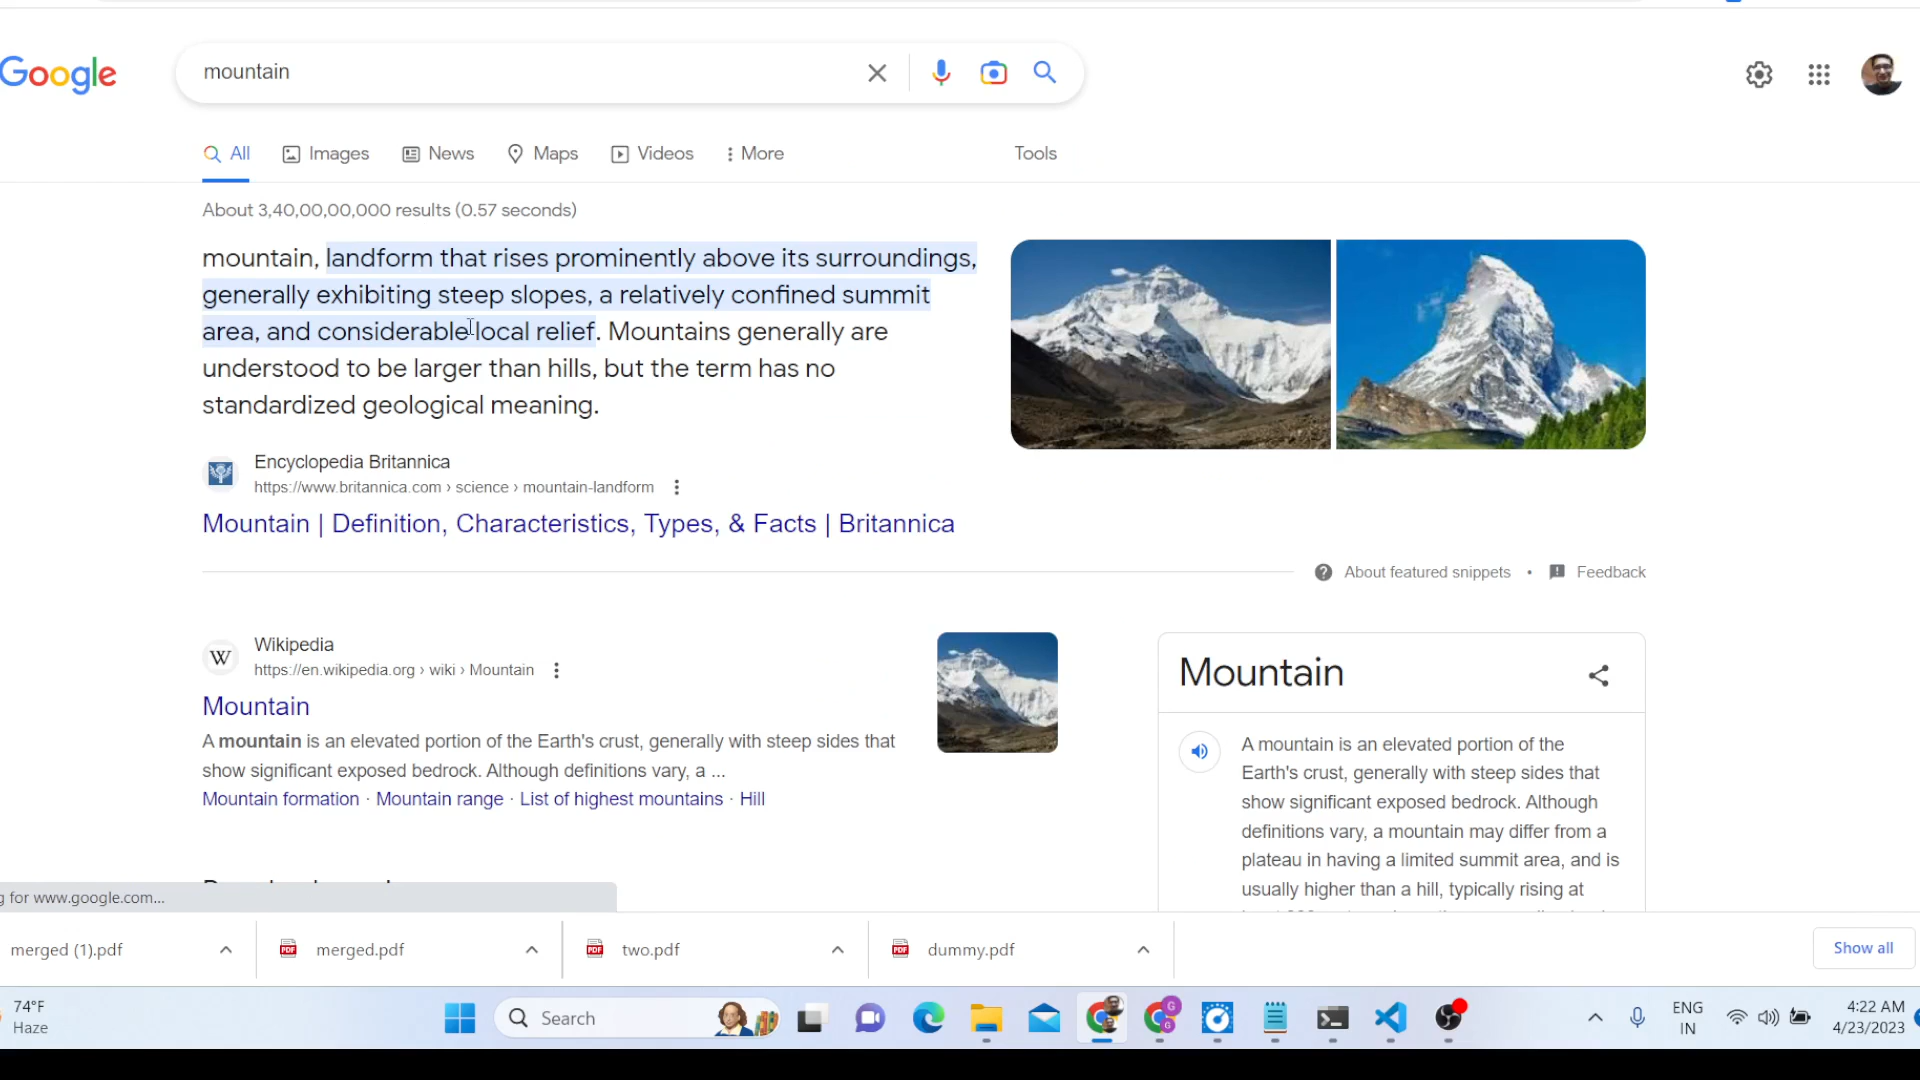 Google
mountain
All
Images
News
Maps
Videos
More
Tools
About 3,40,00,00,000 results (0.57 seconds)
mountain, landform that rises prominently above its surroundings,
generally exhibiting steep slopes, a relatively confined summit
area, and considerable local relief. Mountains generally are
understood to be larger than hills, but the term has no
standardized geological meaning.
Encyclopedia Britannica
https://www.britannica.com › science › mountain-landform
Mountain | Definition, Characteristics, Types, & Facts | Britannica
About featured snippets • Feedback
W
Wikipedia
https://en.wikipedia.org › wiki › Mountain
Mountain
A mountain is an elevated portion of the Earth's crust, generally with steep sides that
show significant exposed bedrock. Although definitions vary, a ...
Mountain formation · Mountain range · List of highest mountains · Hill
Mountain
A mountain is an elevated portion of the
Earth's crust, generally with steep sides that
show significant exposed bedrock. Although
definitions vary, a mountain may differ from a
plateau in having a limited summit area, and is
usually higher than a hill, typically rising at
for www.google.com...
merged (1).pdf
PDF merged.pdf
PDF two.pdf
PDF dummy.pdf
Show all
74°F
Haze
Search
G
G
ENG
IN
4:22 AM
4/23/2023